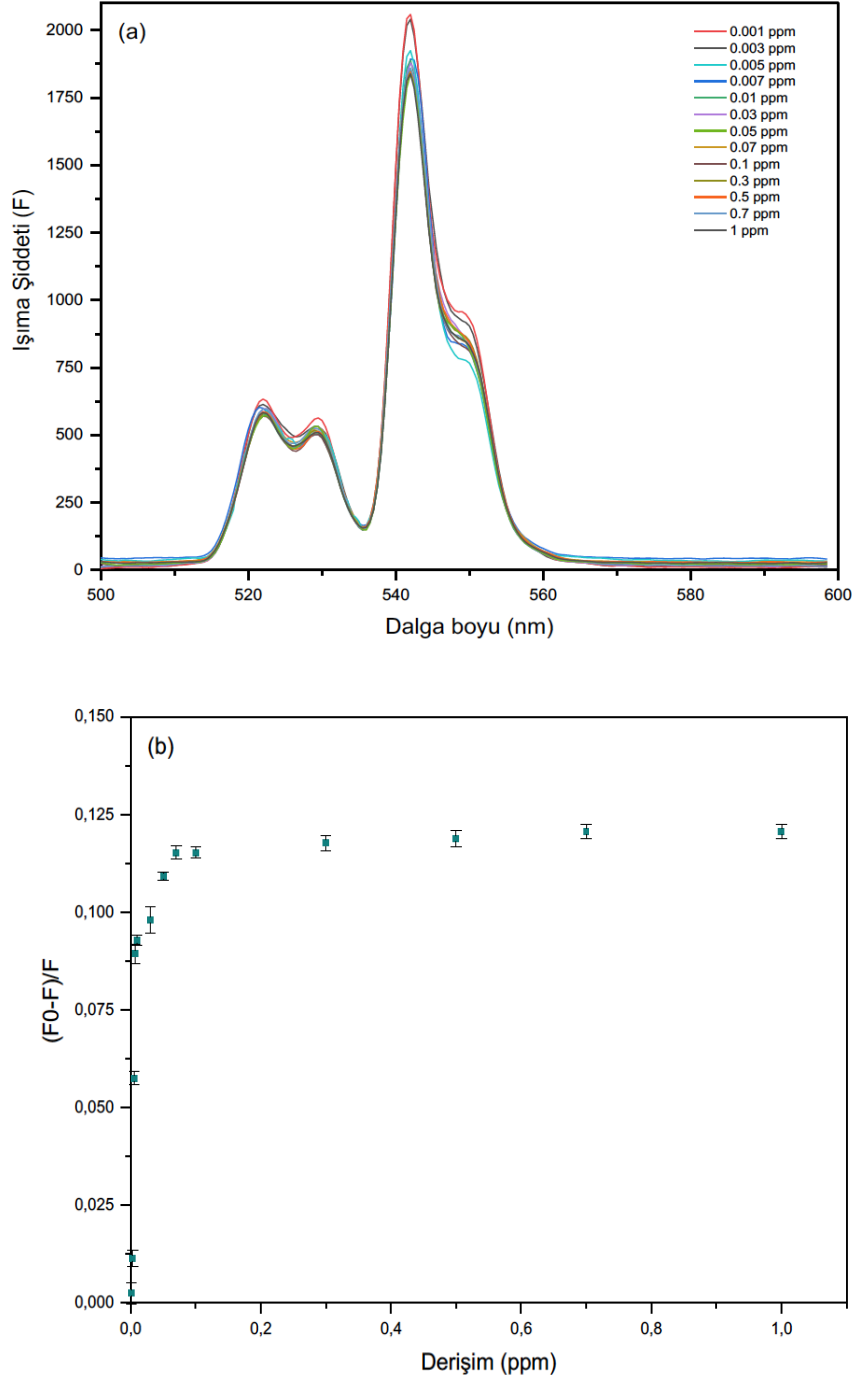 (a)
2000
1750
1500
1250
1000
750
500
250
0
Işıma Şiddeti (F)
0.001 ppm
0.003 ppm
0.005 ppm
0.007 ppm
0.01 ppm
0.03 ppm
0.05 ppm
0.07 ppm
0.1 ppm
0.3 ppm
0.5 ppm
0.7 ppm
1 ppm
500 520 540 560 580 600
Dalga boyu (nm)
(b)
0,150
0,125
0,100
0,075
0,050
0,025
0,000
(F0-F)/F
0,0 0,2 0,4 0,6 0,8 1,0
Derişim (ppm)